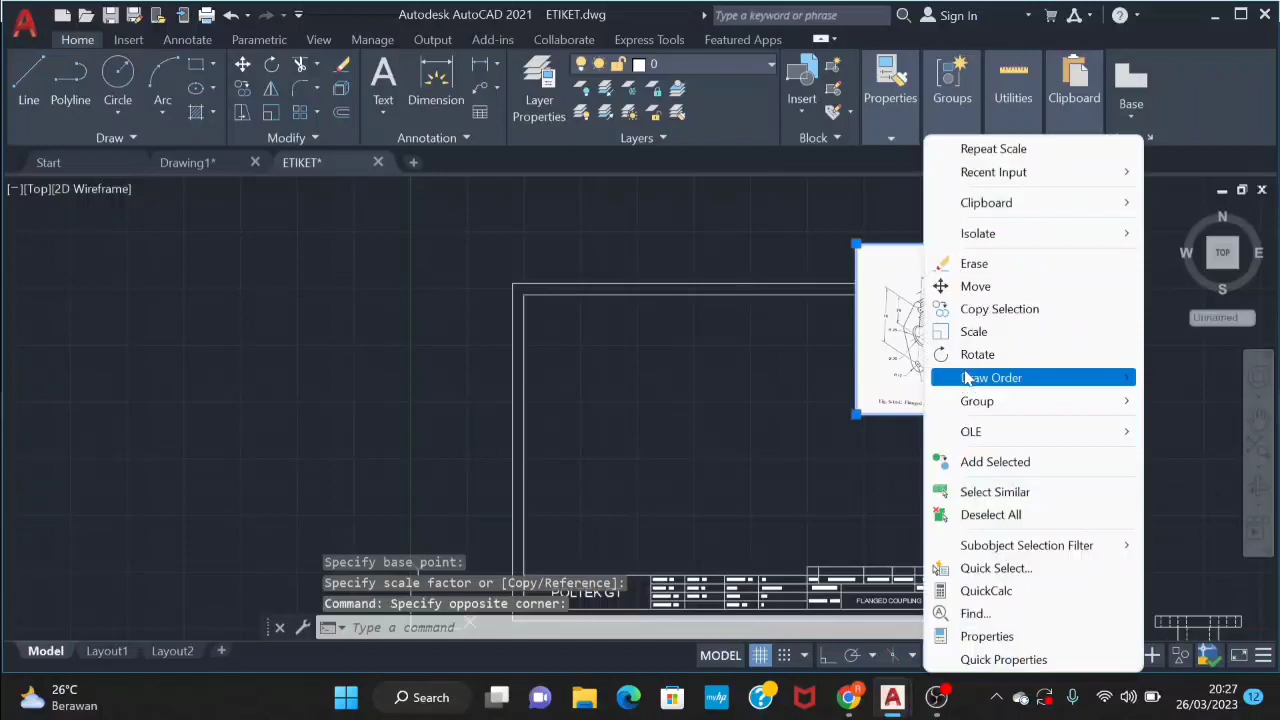 Autodesk AutoCAD 2021 ETIKET.dwg
Type a keyword or phrase
Sign In
Home Insert Annotate Parametric View Manage Output Add-ins Collaborate Express Tools Featured Apps
Line Polyline Circle Arc
Text Dimension
Layer Properties
0
Insert
Properties Groups Utilities Clipboard Base
Draw Modify Annotation Layers Block
Start Drawing1* ETIKET*
[−][Top][2D Wireframe]
N
W TOP E
S
Unnamed
Repeat Scale
Recent Input
Clipboard
Isolate
Erase
Move
Copy Selection
Scale
Rotate
Draw Order
Group
OLE
Add Selected
Select Similar
Deselect All
Subobject Selection Filter
Quick Select...
QuickCalc
Find...
Properties
Quick Properties
Specify base point:
Specify scale factor or [Copy/Reference]:
Command: Specify opposite corner:
POLTEK GT
FLANGED COUPLING
Type a command
Model Layout1 Layout2
MODEL
26°C
Berawan
Search
20:27
26/03/2023
12